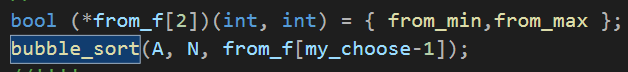 bool (*from_f[2])(int, int) = { from_min,from_max };
bubble_sort(A, N, from_f[my_choose-1]);